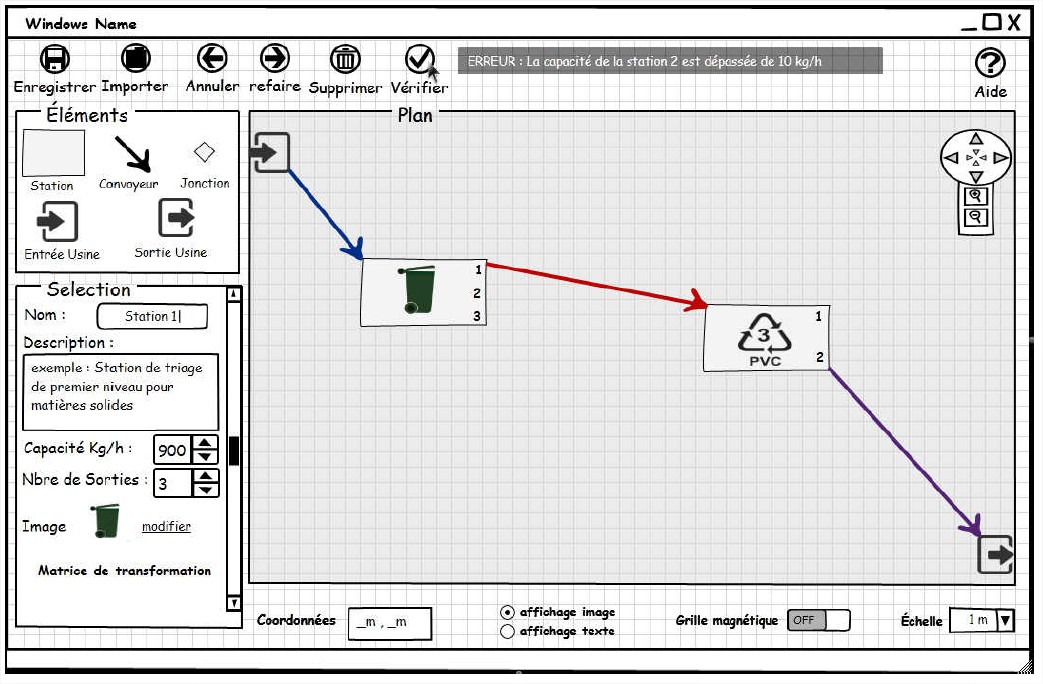 Windows Name
X
Enregistrer Importer Annuler refaire Supprimer Vérifier
ERREUR : La capacité de la station 2 est dépassée de 10 kg/h
?
Aide
Éléments
Station
Convoyeur
Jonction
Entrée Usine
Sortie Usine
Selection
Nom :
Station 1
Description :
exemple : Station de triage
de premier niveau pour
matières solides
Capacité Kg/h :
900
Nbre de Sorties :
3
Image
modifier
Matrice de transformation
Plan
1
2
3
3
PVC
1
2
Coordonnées
_m , _m
affichage image
affichage texte
Grille magnétique
OFF
Échelle
1 m